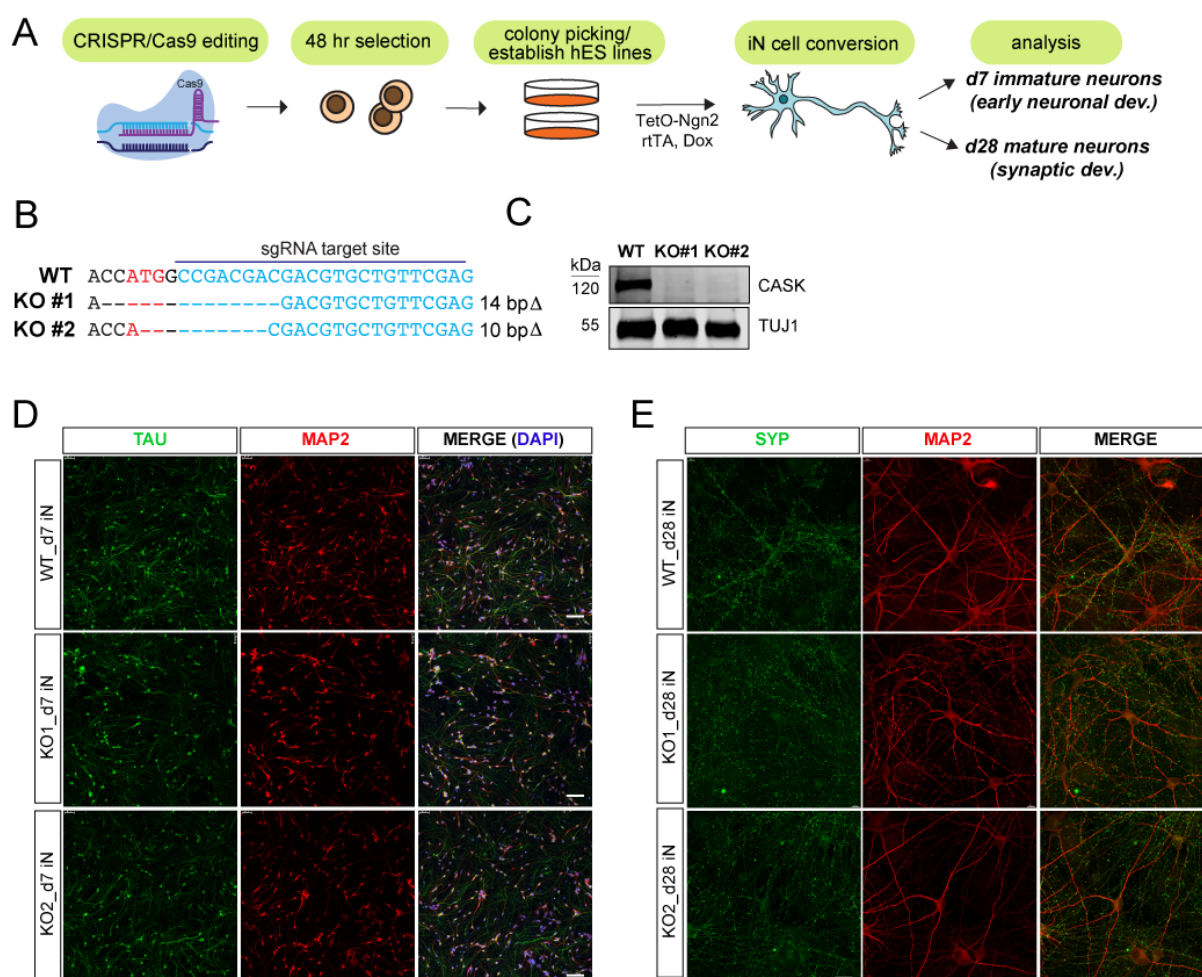 A
CRISPR/Cas9 editing
48 hr selection
colony picking/
establish hES lines
iN cell conversion
analysis
Cas9
TetO-Ngn2
rtTA, Dox
d7 immature neurons
(early neuronal dev.)
d28 mature neurons
(synaptic dev.)
B
sgRNA target site
WT ACCATGGCCGACGACGACGTGCTGTTCGAG
KO #1 A---------------GACGTGCTGTTCGAG 14 bp Δ
KO #2 ACCA-----------CGACGTGCTGTTCGAG 10 bp Δ
C
WT KO#1 KO#2
kDa
120 CASK
55 TUJ1
D
TAU MAP2 MERGE (DAPI)
WT_d7 iN
KO1_d7 iN
KO2_d7 iN
E
SYP MAP2 MERGE
WT_d28 iN
KO1_d28 iN
KO2_d28 iN